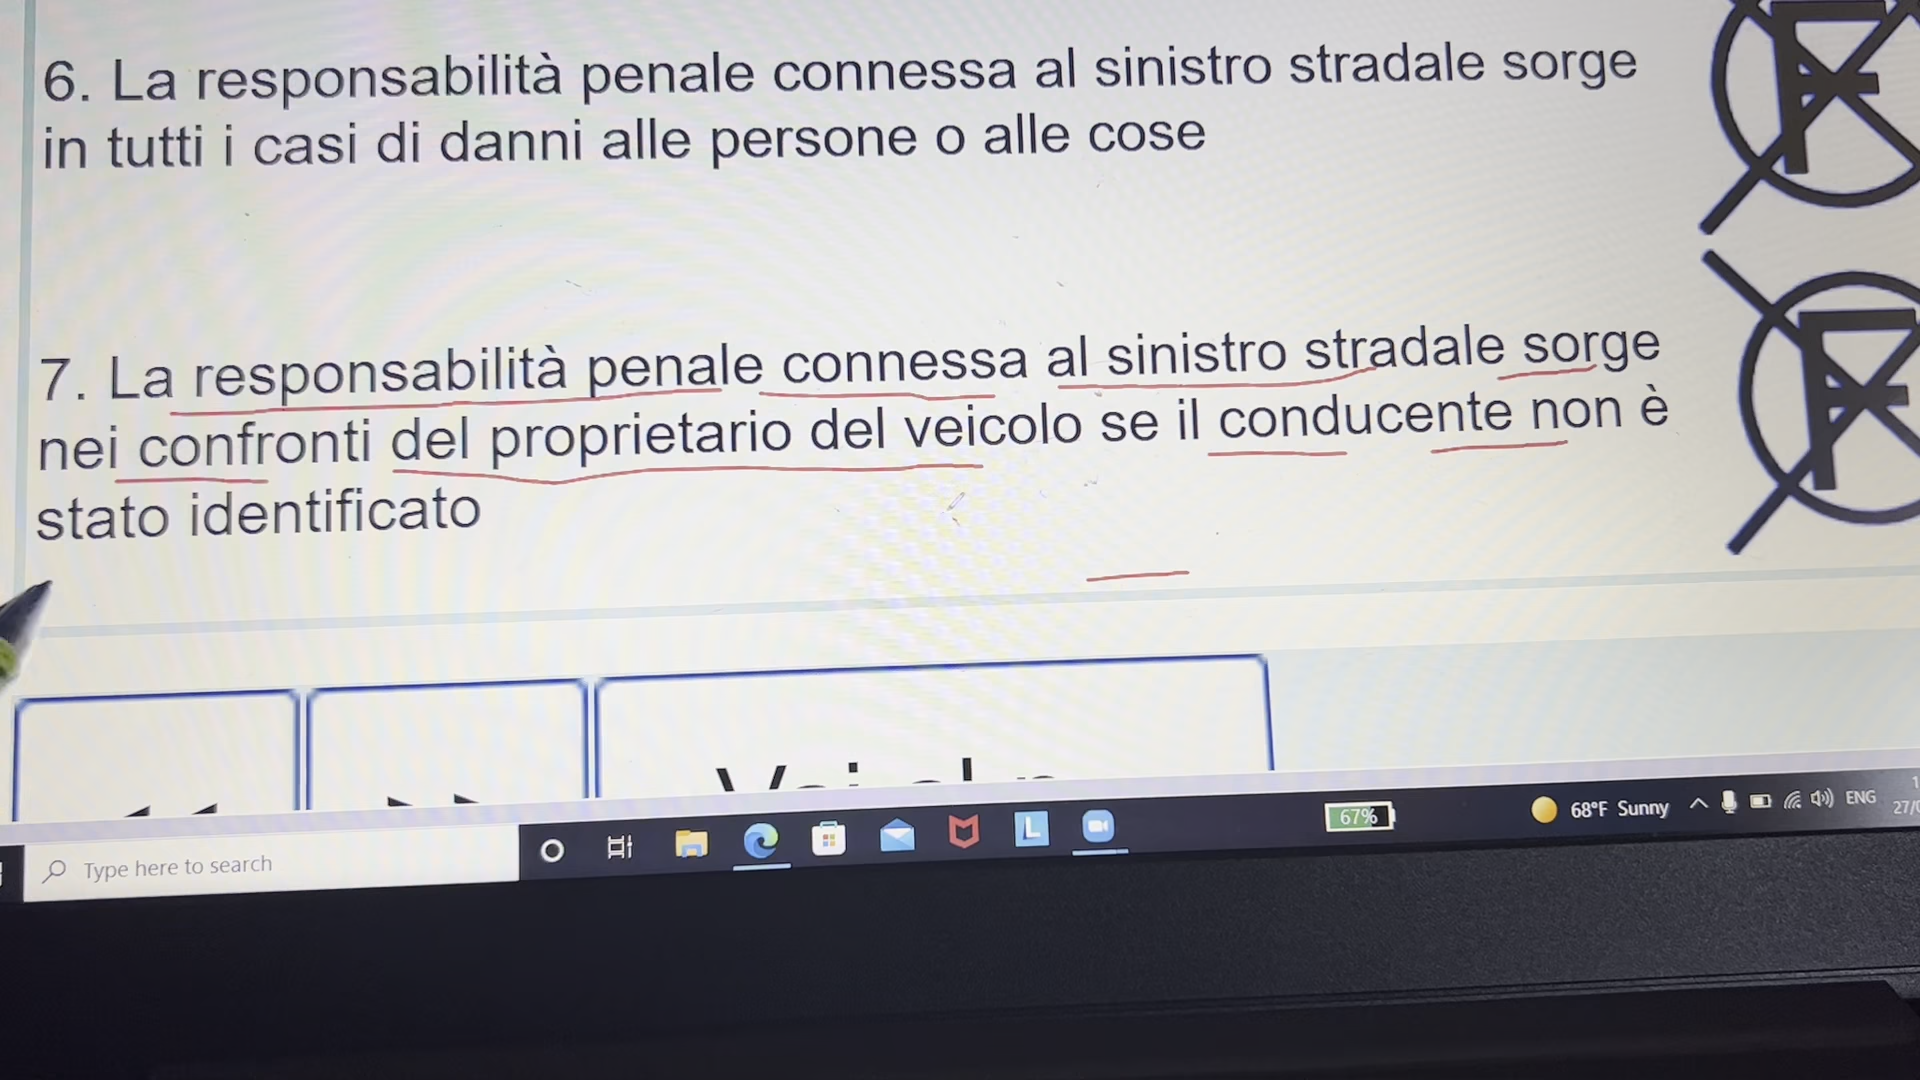 6. La responsabilità penale connessa al sinistro stradale sorge
in tutti i casi di danni alle persone o alle cose
F
7. La responsabilità penale connessa al sinistro stradale sorge
nei confronti del proprietario del veicolo se il conducente non è
stato identificato
F
Type here to search
L
67%
68°F Sunny
ENG